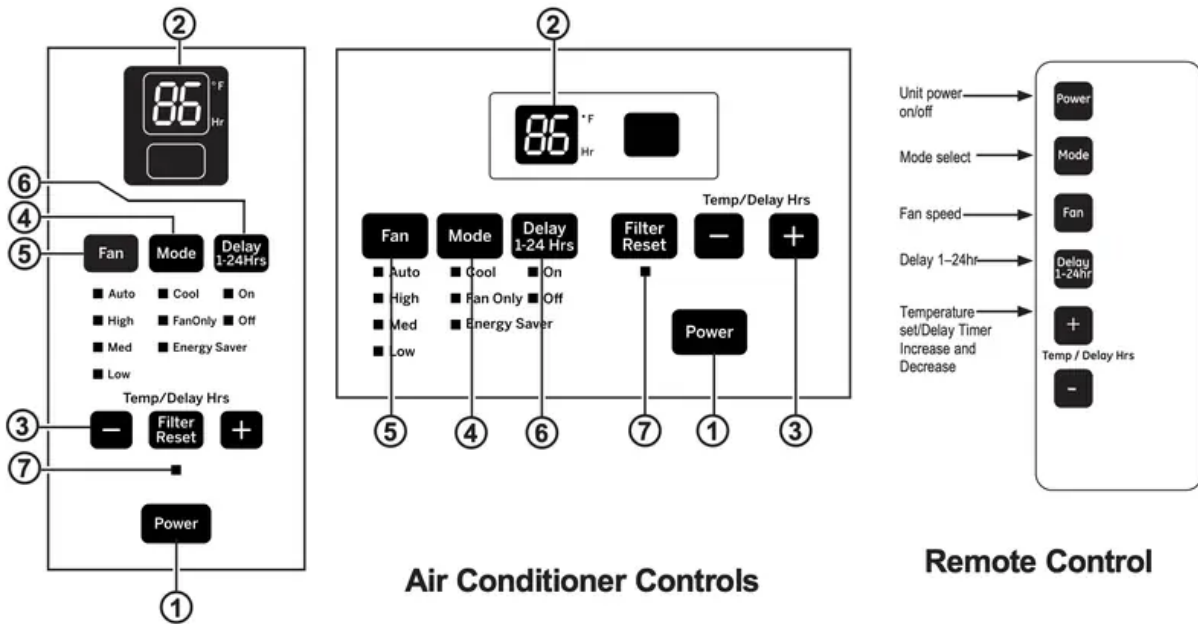 2
86 °F
Hr
6
4
5
Fan Mode Delay
1-24Hrs
Auto Cool On
High FanOnly Off
Med Energy Saver
Low
Temp/Delay Hrs
3
− Filter
Reset +
7
Power
1
2
86 °F
Hr
Temp/Delay Hrs
Fan Mode Delay
1-24 Hrs Filter
Reset − +
Auto Cool On
High Fan Only Off
Med Energy Saver
Low
Power
5 4 6 7 1 3
Air Conditioner Controls
Unit power
on/off
Power
Mode select
Mode
Fan speed
Fan
Delay 1–24hr
Delay
1-24hr
Temperature
set/Delay Timer
Increase and
Decrease
+
Temp / Delay Hrs
-
Remote Control